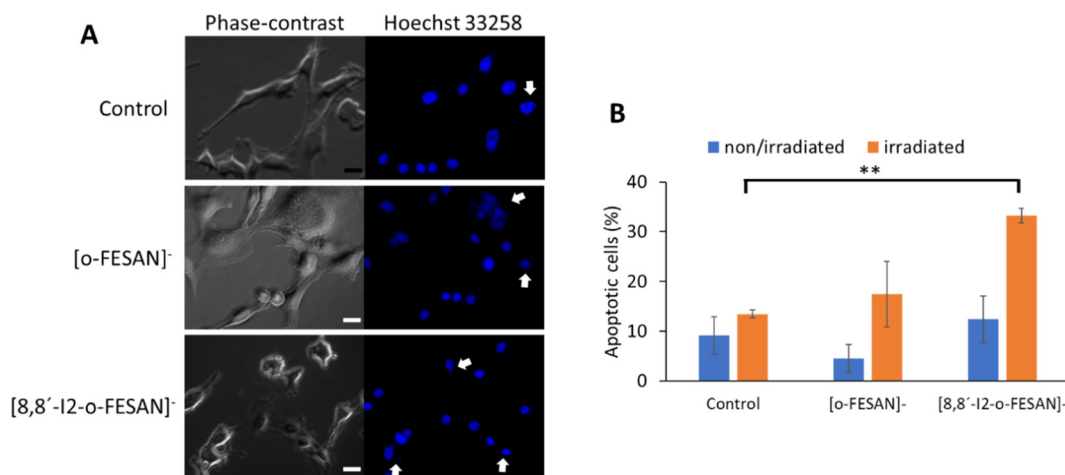 A
Phase-contrast Hoechst 33258
Control
[o-FESAN]-
[8,8´-I2-o-FESAN]-
B
non/irradiated irradiated
**
Apoptotic cells (%)
40
30
20
10
0
Control [o-FESAN]- [8,8´-I2-o-FESAN]-